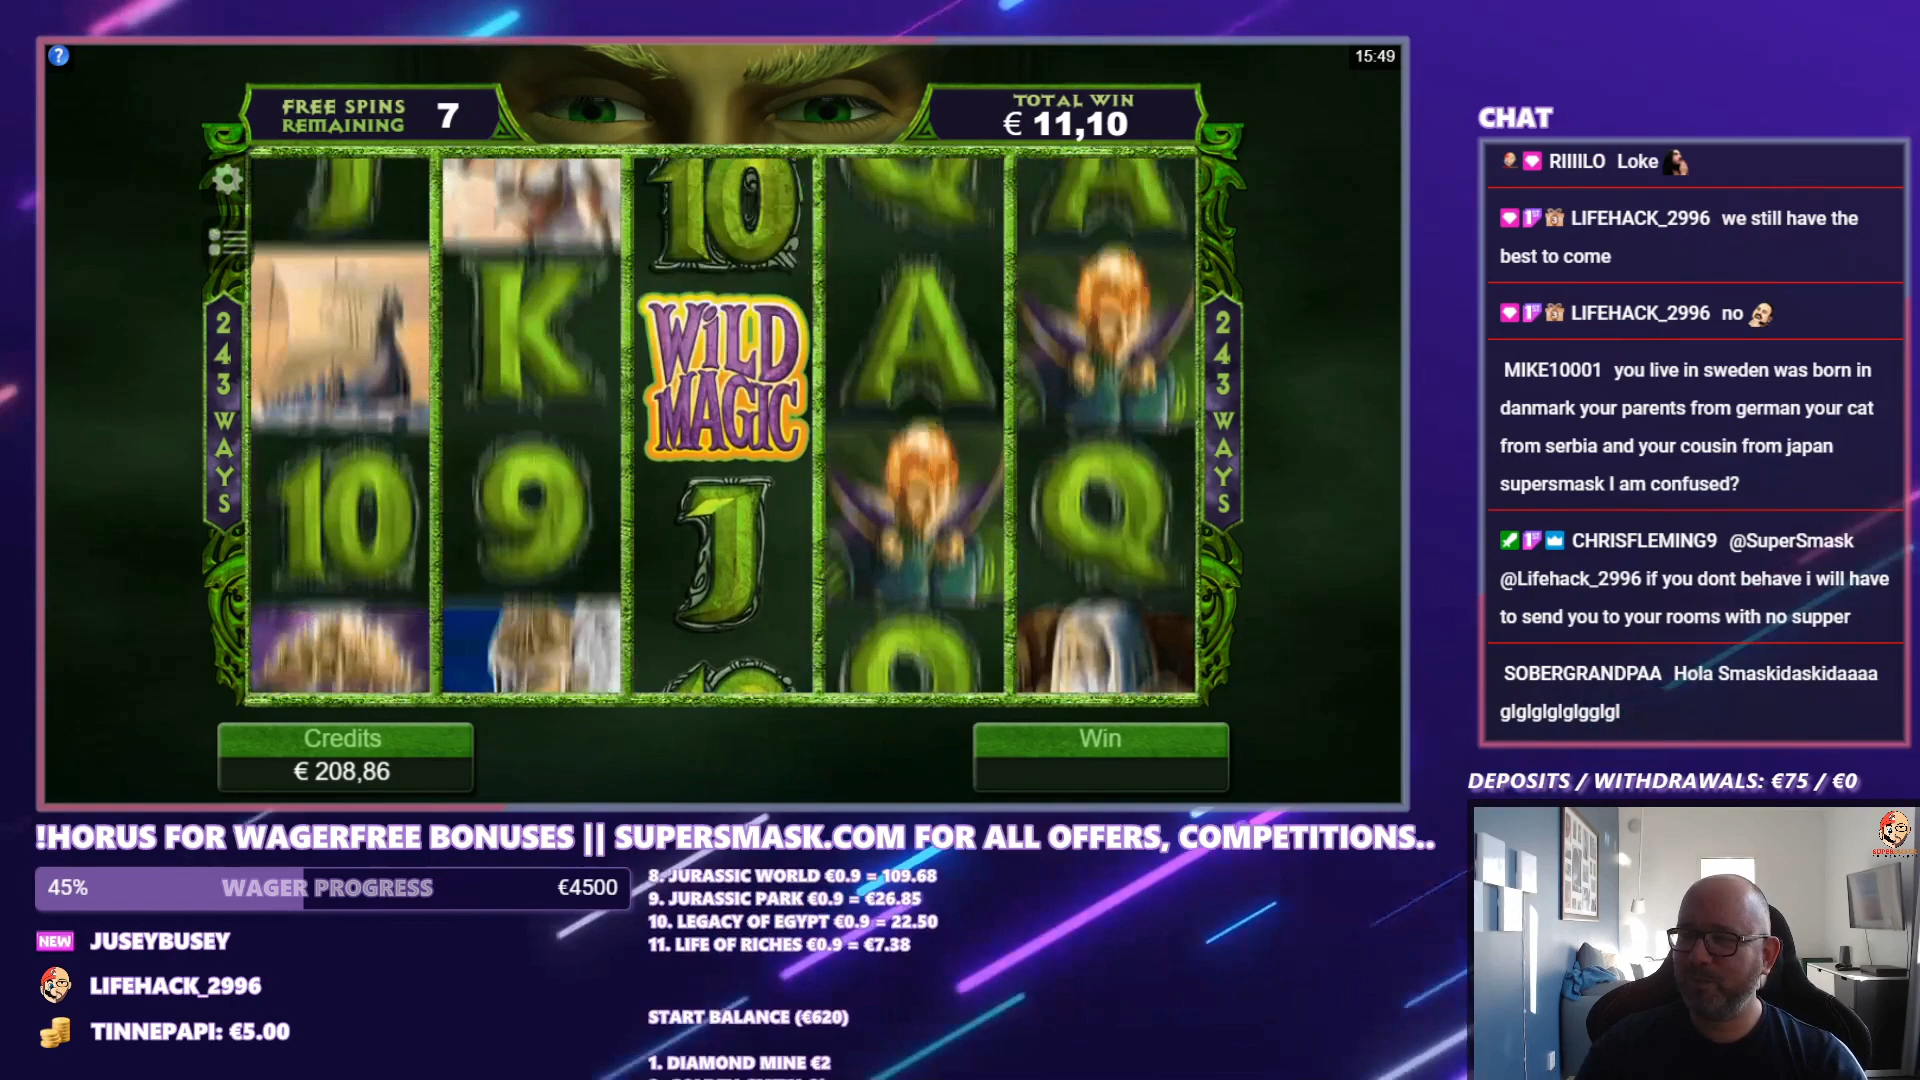 ?
15:49
FREE SPINS
REMAINING
7
TOTAL WIN
€ 11,10
J
10
Q
A
K
WILD
MAGIC
A
10
9
J
Q
243 WAYS
243 WAYS
Credits
€ 208,86
Win
CHAT
RIIIILO Loke
LIFEHACK_2996 we still have the
best to come
LIFEHACK_2996 no
MIKE10001 you live in sweden was born in
danmark your parents from german your cat
from serbia and your cousin from japan
supersmask I am confused?
CHRISFLEMING9 @SuperSmask
@Lifehack_2996 if you dont behave i will have
to send you to your rooms with no supper
SOBERGRANDPAA Hola Smaskidaskidaaaa
glglglglglgglgl
DEPOSITS / WITHDRAWALS: €75 / €0
!HORUS FOR WAGERFREE BONUSES || SUPERSMASK.COM FOR ALL OFFERS, COMPETITIONS..
45% WAGER PROGRESS €4500
NEW JUSEYBUSEY
LIFEHACK_2996
TINNEPAPI: €5.00
8. JURASSIC WORLD €0.9 = 109.68
9. JURASSIC PARK €0.9 = €26.85
10. LEGACY OF EGYPT €0.9 = 22.50
11. LIFE OF RICHES €0.9 = €7.38
START BALANCE (€620)
1. DIAMOND MINE €2